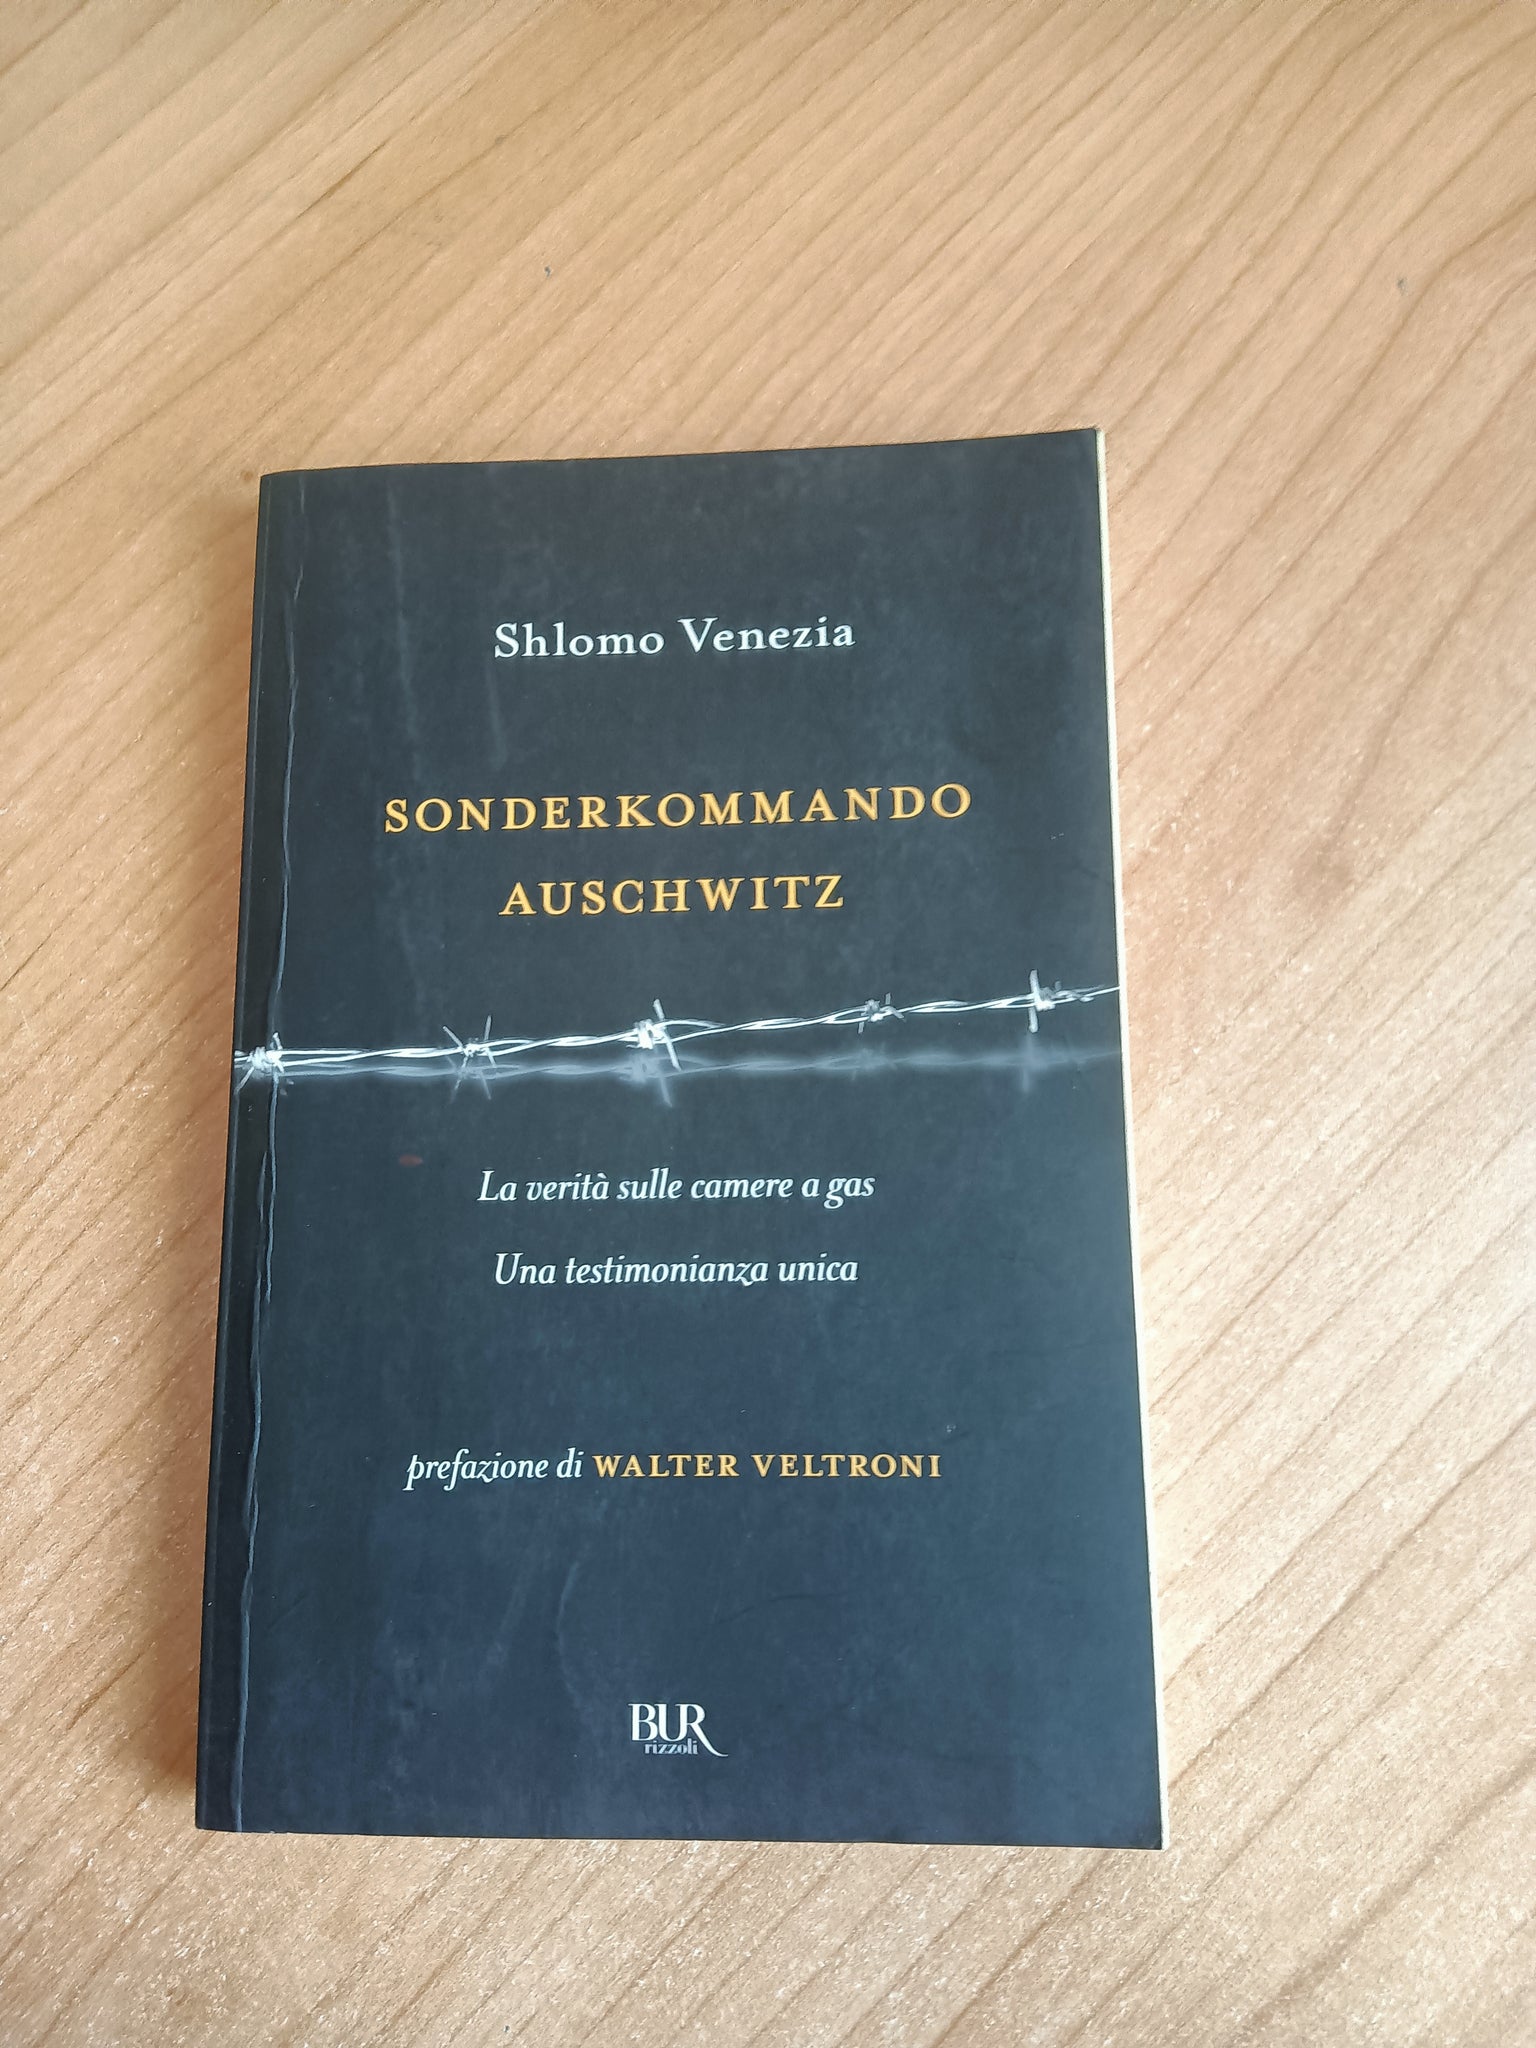 Shlomo Venezia
SONDERKOMMANDO
AUSCHWITZ
La verità sulle camere a gas
Una testimonianza unica
prefazione di WALTER VELTRONI
BUR
rizzoli